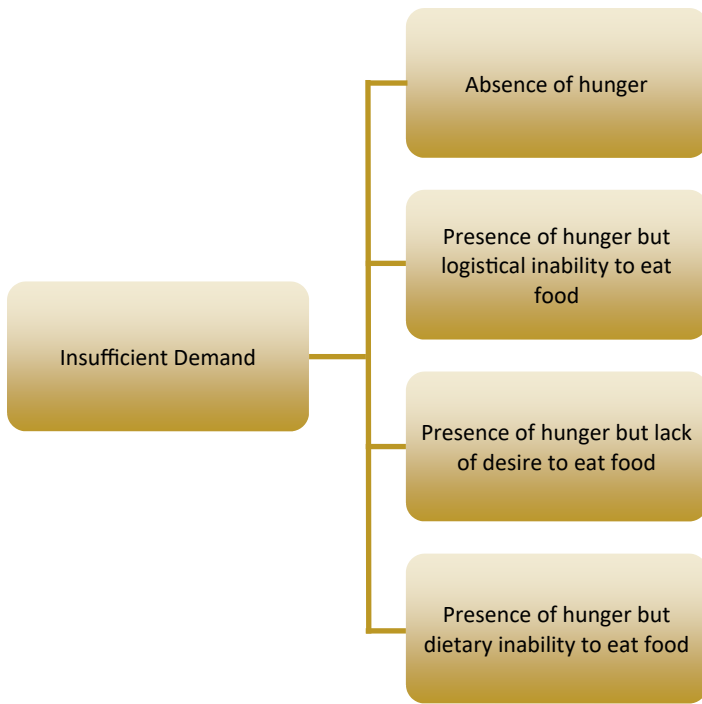 Absence of hunger
Presence of hunger but
logistical inability to eat
food
Insufficient Demand
Presence of hunger but lack
of desire to eat food
Presence of hunger but
dietary inability to eat food